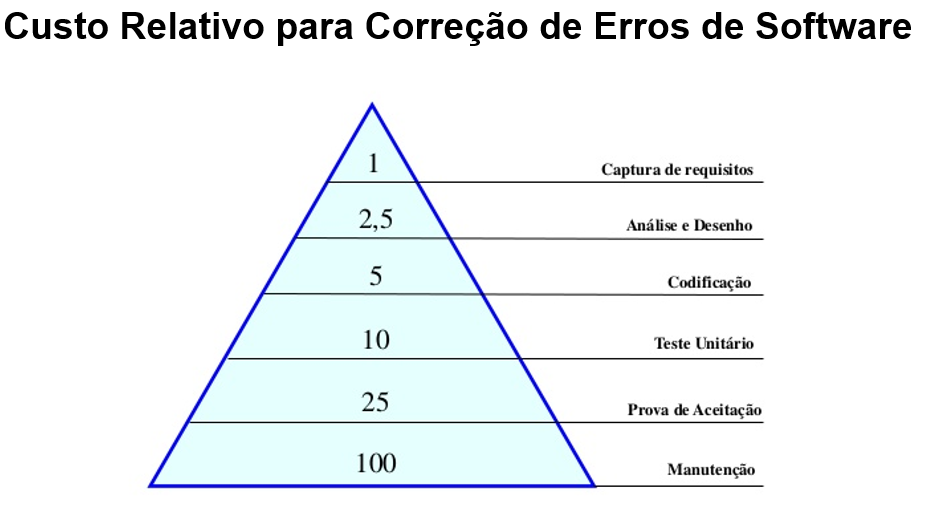 Custo Relativo para Correção de Erros de Software
1 Captura de requisitos
2,5 Análise e Desenho
5 Codificação
10 Teste Unitário
25 Prova de Aceitação
100 Manutenção